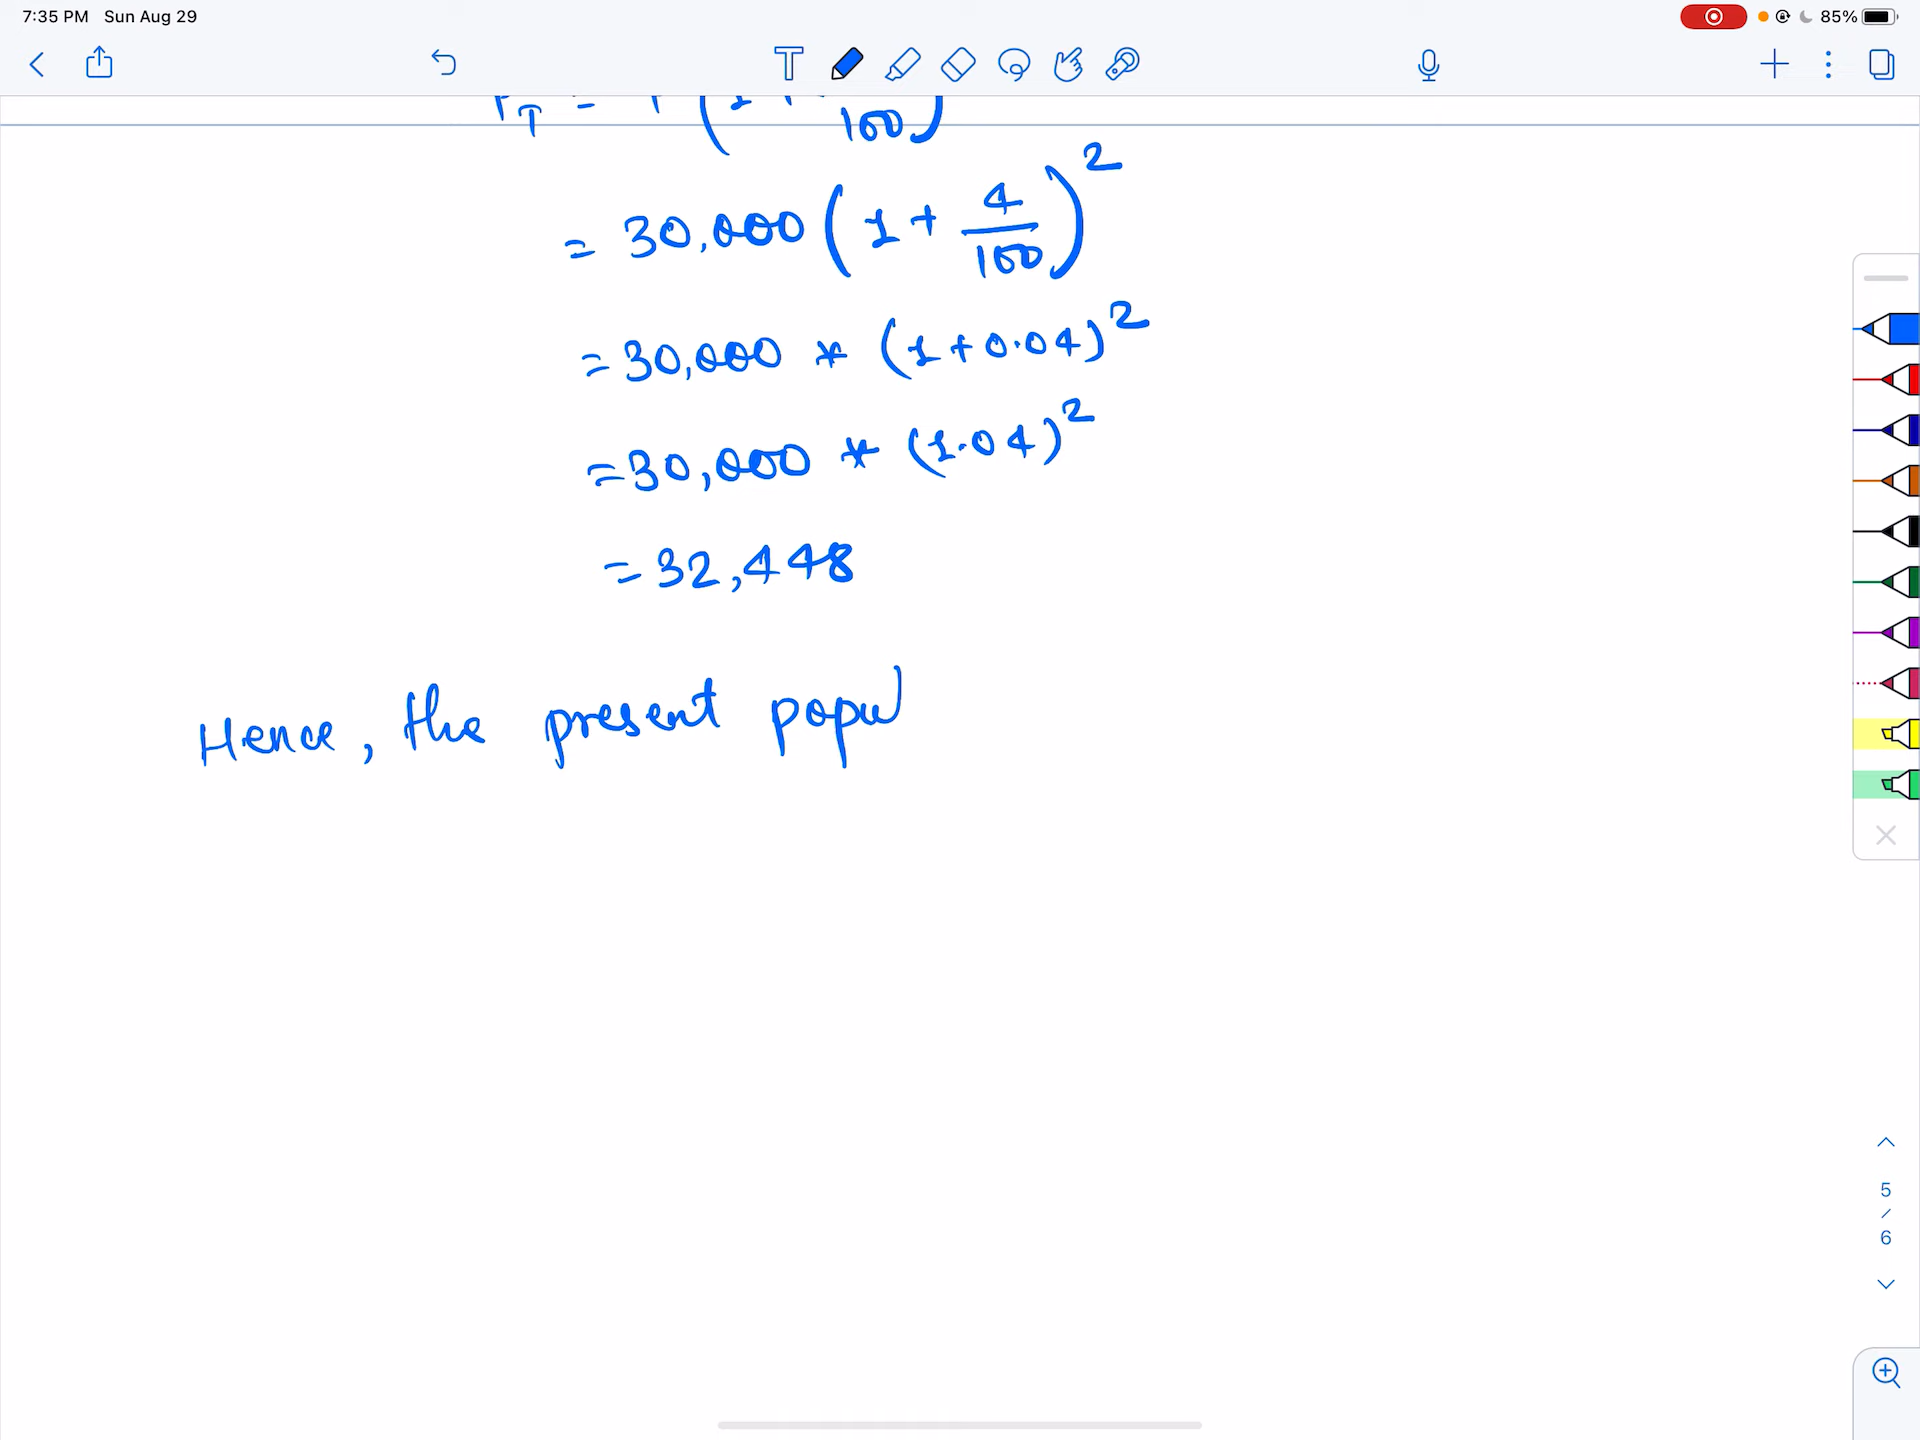 7:35 PM Sun Aug 29
85%
T
= 30,000 ( 1 + 4/100 )²
= 30,000 * (1 + 0.04)²
= 30,000 * (1.04)²
= 32,448
Hence, the present popul
5
/
6